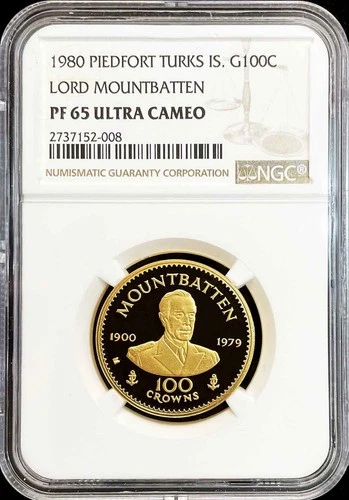 1980 PIEDFORT TURKS IS. G100C
LORD MOUNTBATTEN
PF 65 ULTRA CAMEO
2737152-008
NUMISMATIC GUARANTY CORPORATION
NGC®
MOUNTBATTEN
1900 1979
100
CROWNS